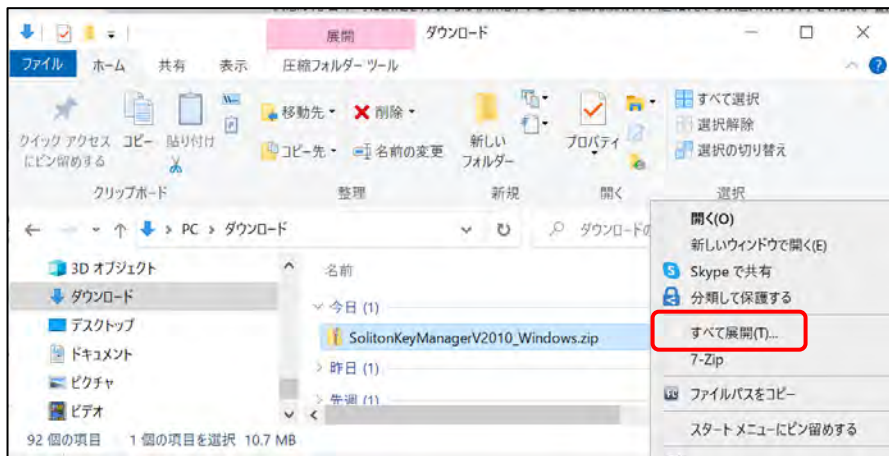 展開
ダウンロード
ファイル ホーム 共有 表示 圧縮フォルダー ツール
クイック アクセス
にピン留めする
コピー
貼り付け
移動先
削除
コピー先
名前の変更
新しい
フォルダー
プロパティ
すべて選択
選択解除
選択の切り替え
クリップボード 整理 新規 開く 選択
PC › ダウンロード
ダウンロードの
3D オブジェクト
ダウンロード
デスクトップ
ドキュメント
ピクチャ
ビデオ
名前
今日 (1)
SolitonKeyManagerV2010_Windows.zip
昨日 (1)
先週 (1)
92 個の項目 1 個の項目を選択 10.7 MB
開く(O)
新しいウィンドウで開く(E)
Skype で共有
分類して保護する
すべて展開(T)...
7-Zip
ファイルパスをコピー
スタート メニューにピン留めする